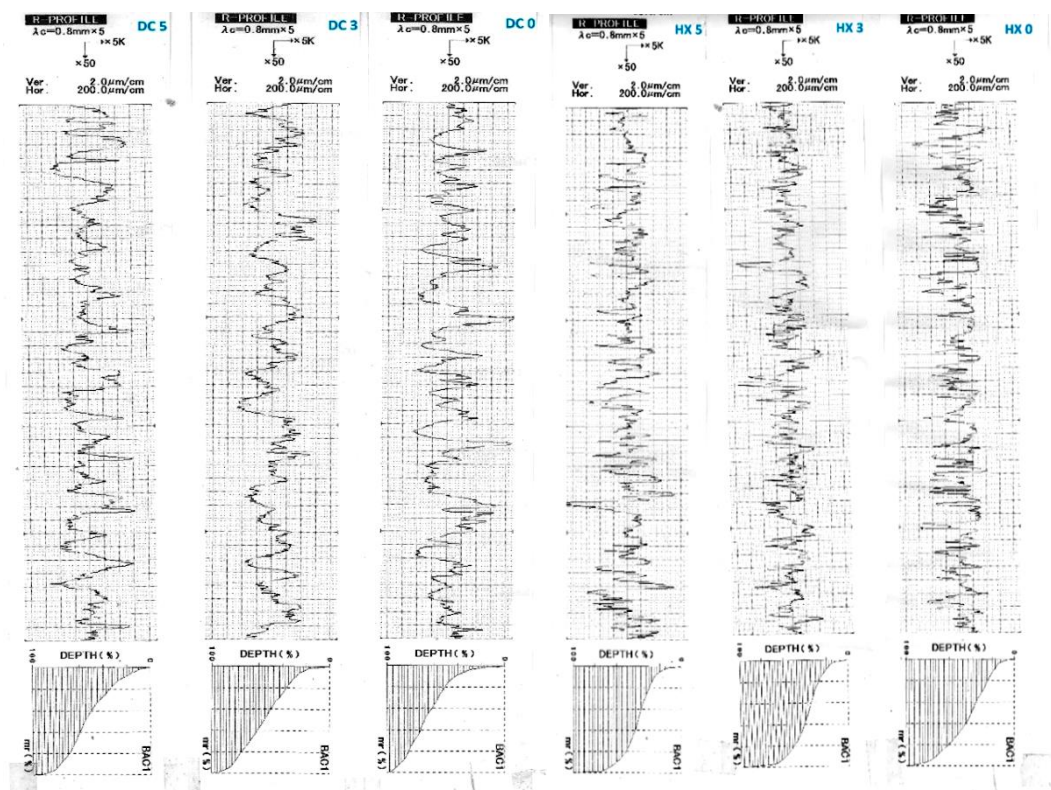 R-PROFILE DC 5
λc=0.8mm×5
→×5K
×50
Ver. 2.0μm/cm
Hor. 200.0μm/cm
DEPTH(%)
100 0
mr(%)
BAC1
R-PROFILE DC 3
λc=0.8mm×5
→×5K
×50
Ver. 2.0μm/cm
Hor. 200.0μm/cm
DEPTH(%)
100 0
mr(%)
BAC1
R-PROFILE DC 0
λc=0.8mm×5
→×5K
×50
Ver. 2.0μm/cm
Hor. 200.0μm/cm
DEPTH(%)
100 0
mr(%)
BAC1
R PROFILE HX 5
λc=0.8mm×5
→×5K
×50
Ver. 2.0μm/cm
Hor. 200.0μm/cm
DEPTH(%)
100 0
mr(%)
BAC1
R-PROFILE HX 3
λc=0.8mm×5
→×5K
×50
Ver. 2.0μm/cm
Hor. 200.0μm/cm
DEPTH(%)
100 0
mr(%)
BAC1
R-PROFILE HX 0
λc=0.8mm×5
→×5K
×50
Ver. 2.0μm/cm
Hor. 200.0μm/cm
DEPTH(%)
100 0
mr(%)
BAC1